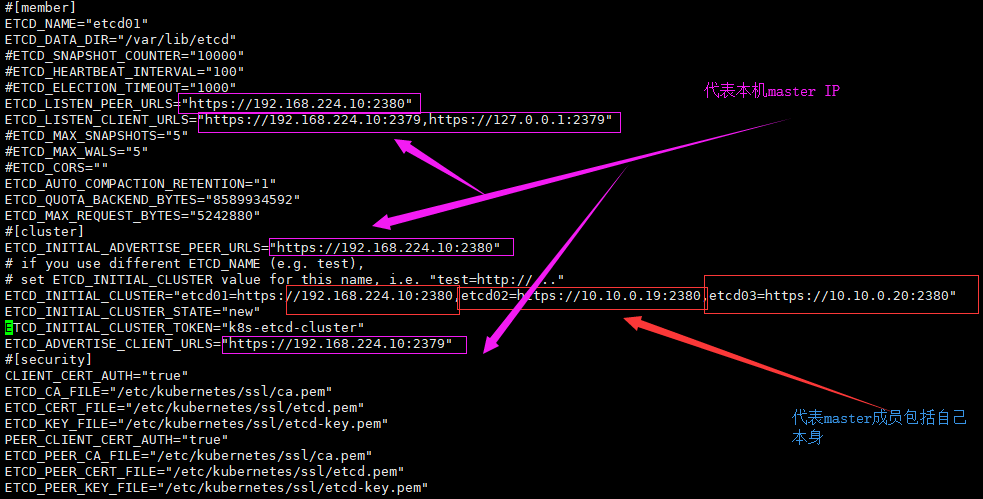 #[member]
ETCD_NAME="etcd01"
ETCD_DATA_DIR="/var/lib/etcd"
#ETCD_SNAPSHOT_COUNTER="10000"
#ETCD_HEARTBEAT_INTERVAL="100"
#ETCD_ELECTION_TIMEOUT="1000"
代表本机master IP
ETCD_LISTEN_PEER_URLS="https://192.168.224.10:2380"
ETCD_LISTEN_CLIENT_URLS="https://192.168.224.10:2379,https://127.0.0.1:2379"
#ETCD_MAX_SNAPSHOTS="5"
#ETCD_MAX_WALS="5"
#ETCD_CORS=""
ETCD_AUTO_COMPACTION_RETENTION="1"
ETCD_QUOTA_BACKEND_BYTES="8589934592"
ETCD_MAX_REQUEST_BYTES="5242880"
#[cluster]
ETCD_INITIAL_ADVERTISE_PEER_URLS="https://192.168.224.10:2380"
# if you use different ETCD_NAME (e.g. test),
# set ETCD_INITIAL_CLUSTER value for this name, i.e. "test=http://..."
ETCD_INITIAL_CLUSTER="etcd01=https://192.168.224.10:2380,etcd02=https://10.10.0.19:2380,etcd03=https://10.10.0.20:2380"
ETCD_INITIAL_CLUSTER_STATE="new"
ETCD_INITIAL_CLUSTER_TOKEN="k8s-etcd-cluster"
ETCD_ADVERTISE_CLIENT_URLS="https://192.168.224.10:2379"
#[security]
CLIENT_CERT_AUTH="true"
ETCD_CA_FILE="/etc/kubernetes/ssl/ca.pem"
ETCD_CERT_FILE="/etc/kubernetes/ssl/etcd.pem"
ETCD_KEY_FILE="/etc/kubernetes/ssl/etcd-key.pem"
代表master成员包括自己
本身
PEER_CLIENT_CERT_AUTH="true"
ETCD_PEER_CA_FILE="/etc/kubernetes/ssl/ca.pem"
ETCD_PEER_CERT_FILE="/etc/kubernetes/ssl/etcd.pem"
ETCD_PEER_KEY_FILE="/etc/kubernetes/ssl/etcd-key.pem"